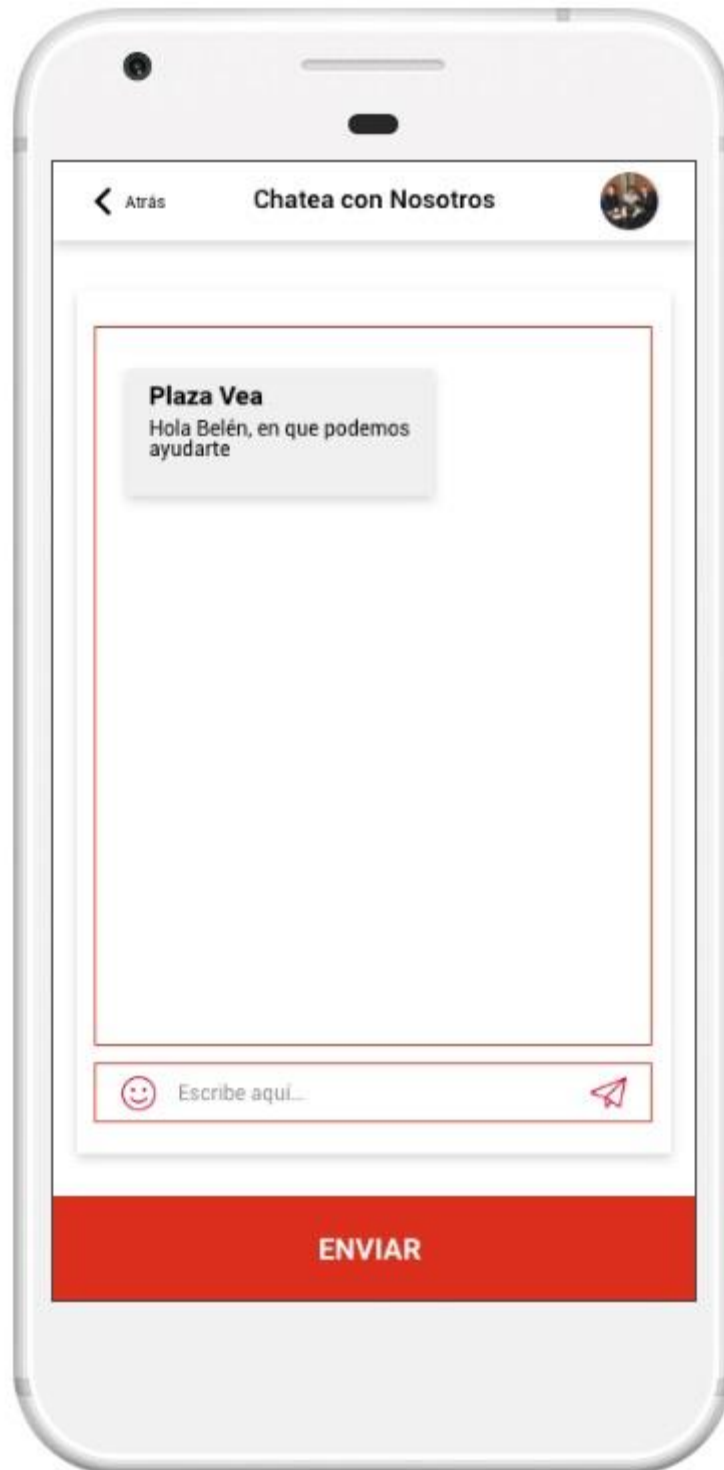 Atrás
Chatea con Nosotros
Plaza Vea
Hola Belén, en que podemos
ayudarte
Escribe aquí...
ENVIAR